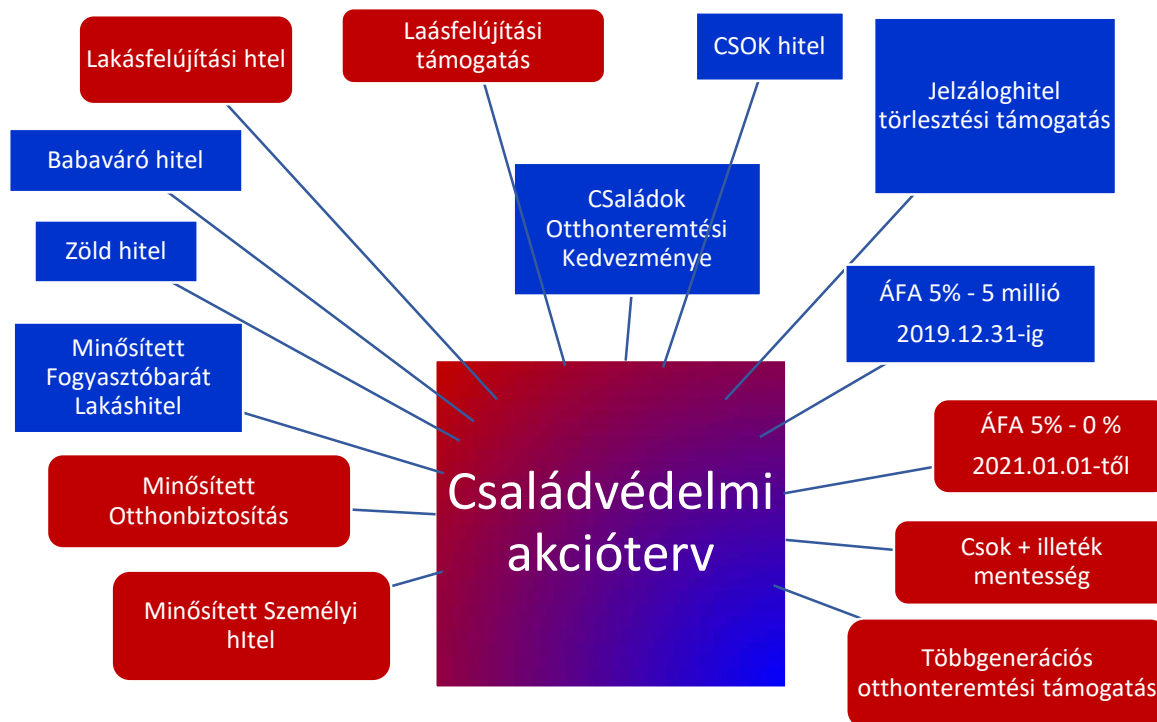 Lakásfelújítási htel
Laásfelújítási
támogatás
CSOK hitel
Jelzáloghitel
törlesztési támogatás
Babaváró hitel
CSaládok
Otthonteremtési
Kedvezménye
Zöld hitel
ÁFA 5% - 5 millió
2019.12.31-ig
Minősített
Fogyasztóbarát
Lakáshitel
ÁFA 5% - 0 %
2021.01.01-től
Minősített
Otthonbiztosítás
Családvédelmi
akcióterv
Csok + illeték
mentesség
Minősített Személyi
hItel
Többgenerációs
otthonteremtési támogatás